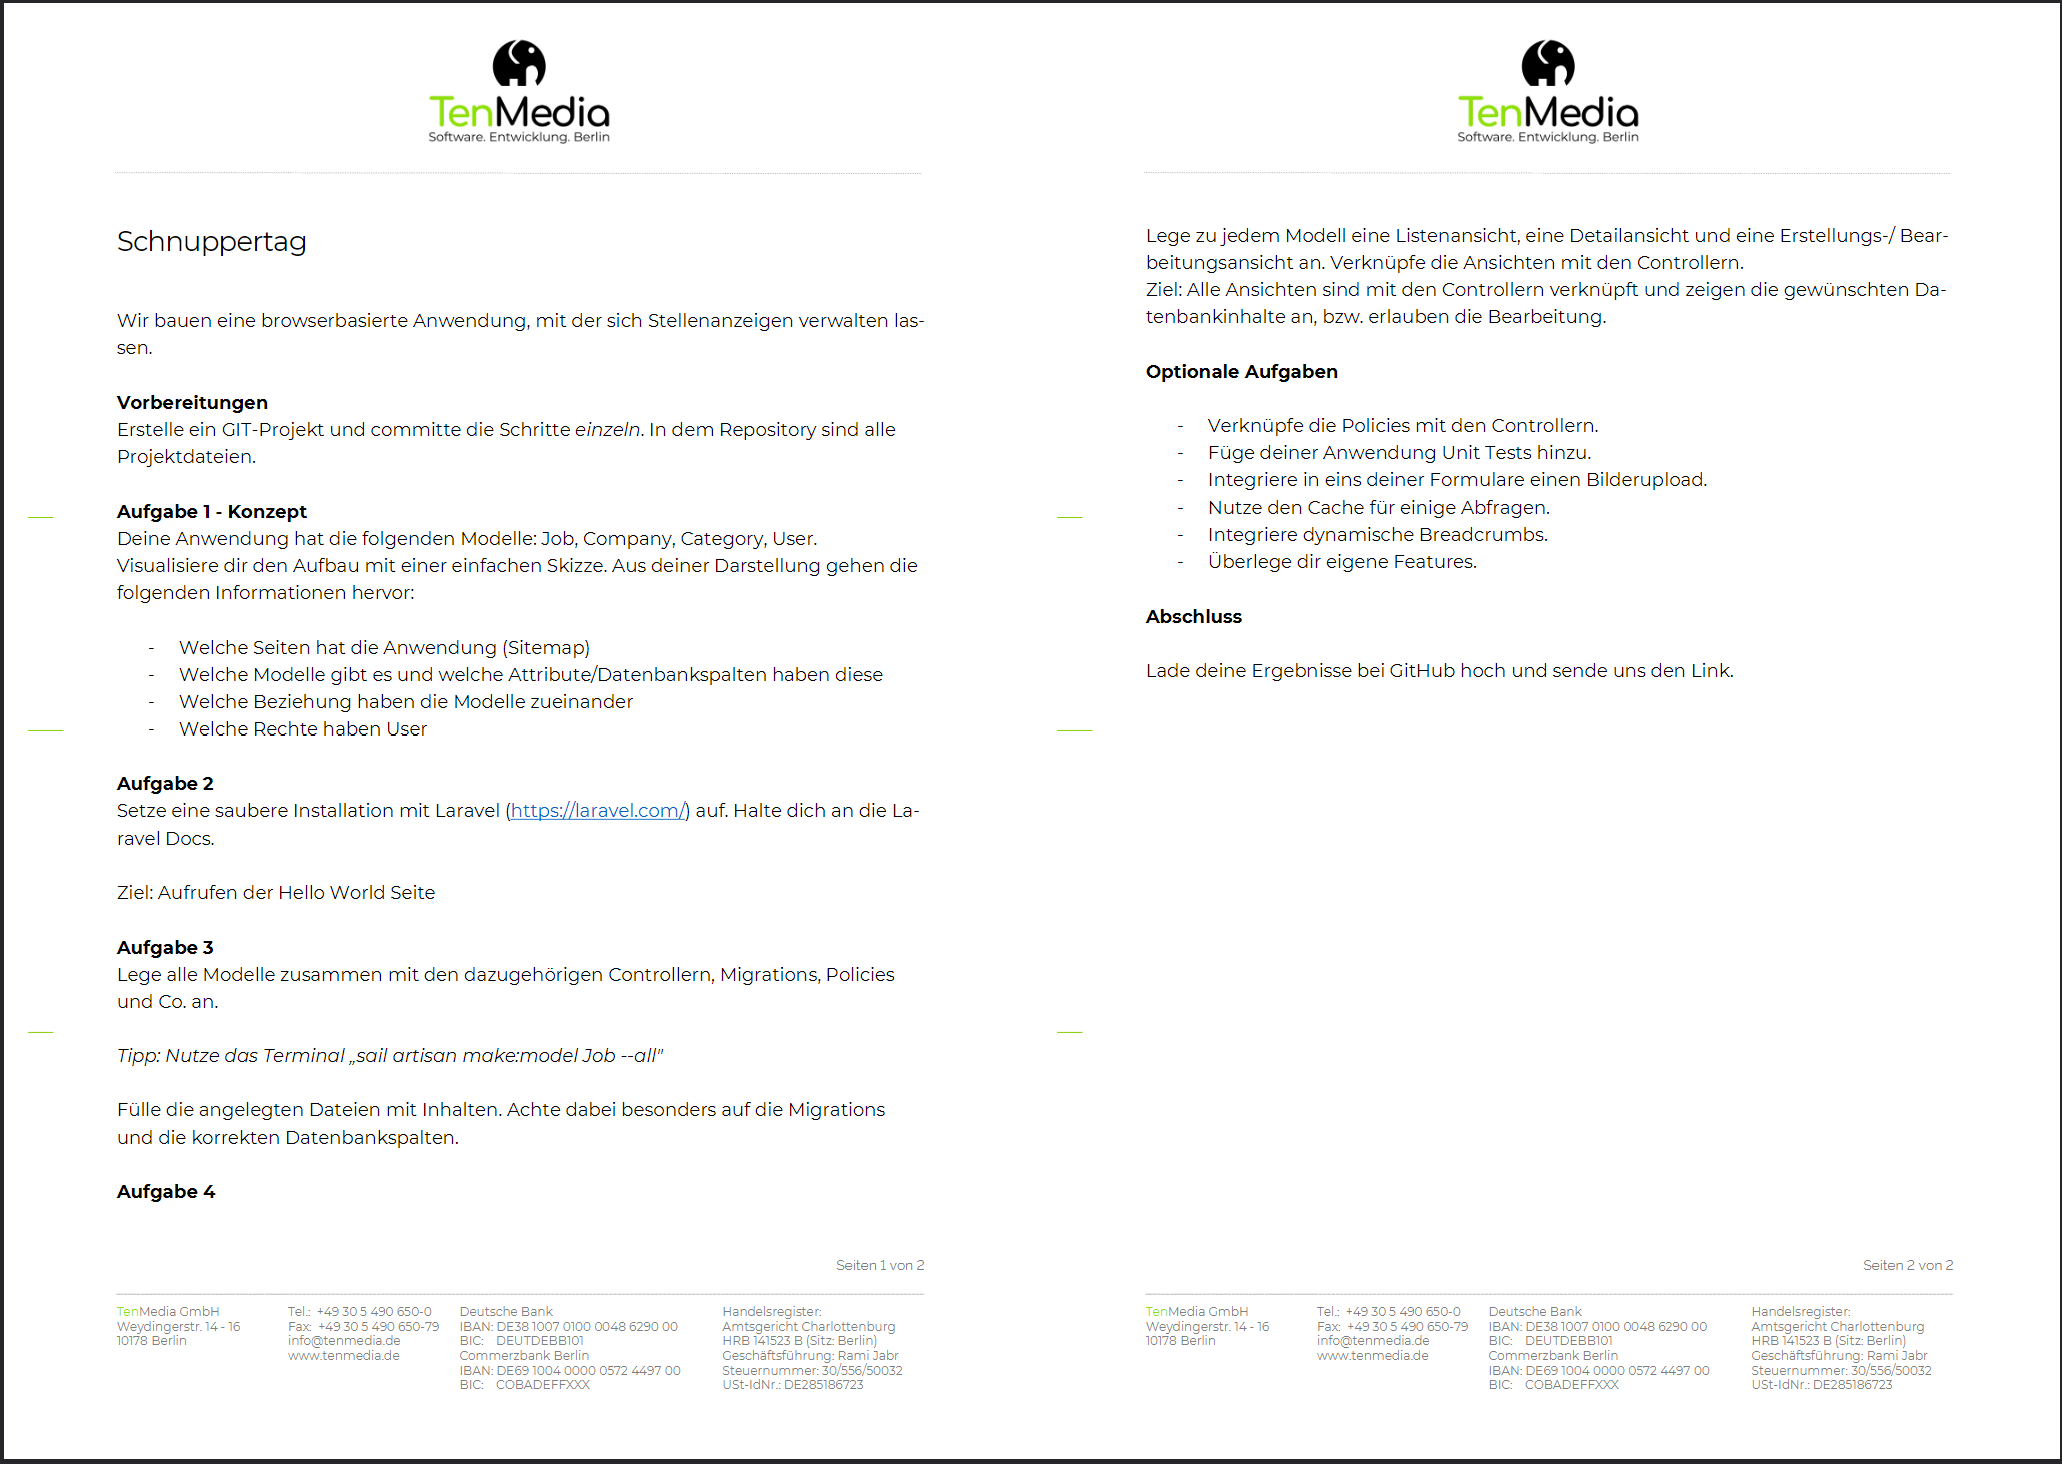 TenMedia
Software. Entwicklung. Berlin
Schnuppertag
Wir bauen eine browserbasierte Anwendung, mit der sich Stellenanzeigen verwalten las-
sen.
Vorbereitungen
Erstelle ein GIT-Projekt und committe die Schritte einzeln. In dem Repository sind alle
Projektdateien.
Aufgabe 1 - Konzept
Deine Anwendung hat die folgenden Modelle: Job, Company, Category, User.
Visualisiere dir den Aufbau mit einer einfachen Skizze. Aus deiner Darstellung gehen die
folgenden Informationen hervor:
- Welche Seiten hat die Anwendung (Sitemap)
- Welche Modelle gibt es und welche Attribute/Datenbankspalten haben diese
- Welche Beziehung haben die Modelle zueinander
- Welche Rechte haben User
Aufgabe 2
Setze eine saubere Installation mit Laravel (https://laravel.com/) auf. Halte dich an die La-
ravel Docs.
Ziel: Aufrufen der Hello World Seite
Aufgabe 3
Lege alle Modelle zusammen mit den dazugehörigen Controllern, Migrations, Policies
und Co. an.
Tipp: Nutze das Terminal „sail artisan make:model Job --all"
Fülle die angelegten Dateien mit Inhalten. Achte dabei besonders auf die Migrations
und die korrekten Datenbankspalten.
Aufgabe 4
Seiten 1 von 2
TenMedia GmbH
Weydingerstr. 14 - 16
10178 Berlin
Tel.: +49 30 5 490 650-0
Fax: +49 30 5 490 650-79
info@tenmedia.de
www.tenmedia.de
Deutsche Bank
IBAN: DE38 1007 0100 0048 6290 00
BIC: DEUTDEBB101
Commerzbank Berlin
IBAN: DE69 1004 0000 0572 4497 00
BIC: COBADEFFXXX
Handelsregister:
Amtsgericht Charlottenburg
HRB 141523 B (Sitz: Berlin)
Geschäftsführung: Rami Jabr
Steuernummer: 30/556/50032
USt-IdNr.: DE285186723
TenMedia
Software. Entwicklung. Berlin
Lege zu jedem Modell eine Listenansicht, eine Detailansicht und eine Erstellungs-/ Bear-
beitungsansicht an. Verknüpfe die Ansichten mit den Controllern.
Ziel: Alle Ansichten sind mit den Controllern verknüpft und zeigen die gewünschten Da-
tenbankinhalte an, bzw. erlauben die Bearbeitung.
Optionale Aufgaben
- Verknüpfe die Policies mit den Controllern.
- Füge deiner Anwendung Unit Tests hinzu.
- Integriere in eins deiner Formulare einen Bilderupload.
- Nutze den Cache für einige Abfragen.
- Integriere dynamische Breadcrumbs.
- Überlege dir eigene Features.
Abschluss
Lade deine Ergebnisse bei GitHub hoch und sende uns den Link.
Seiten 2 von 2
TenMedia GmbH
Weydingerstr. 14 - 16
10178 Berlin
Tel.: +49 30 5 490 650-0
Fax: +49 30 5 490 650-79
info@tenmedia.de
www.tenmedia.de
Deutsche Bank
IBAN: DE38 1007 0100 0048 6290 00
BIC: DEUTDEBB101
Commerzbank Berlin
IBAN: DE69 1004 0000 0572 4497 00
BIC: COBADEFFXXX
Handelsregister:
Amtsgericht Charlottenburg
HRB 141523 B (Sitz: Berlin)
Geschäftsführung: Rami Jabr
Steuernummer: 30/556/50032
USt-IdNr.: DE285186723